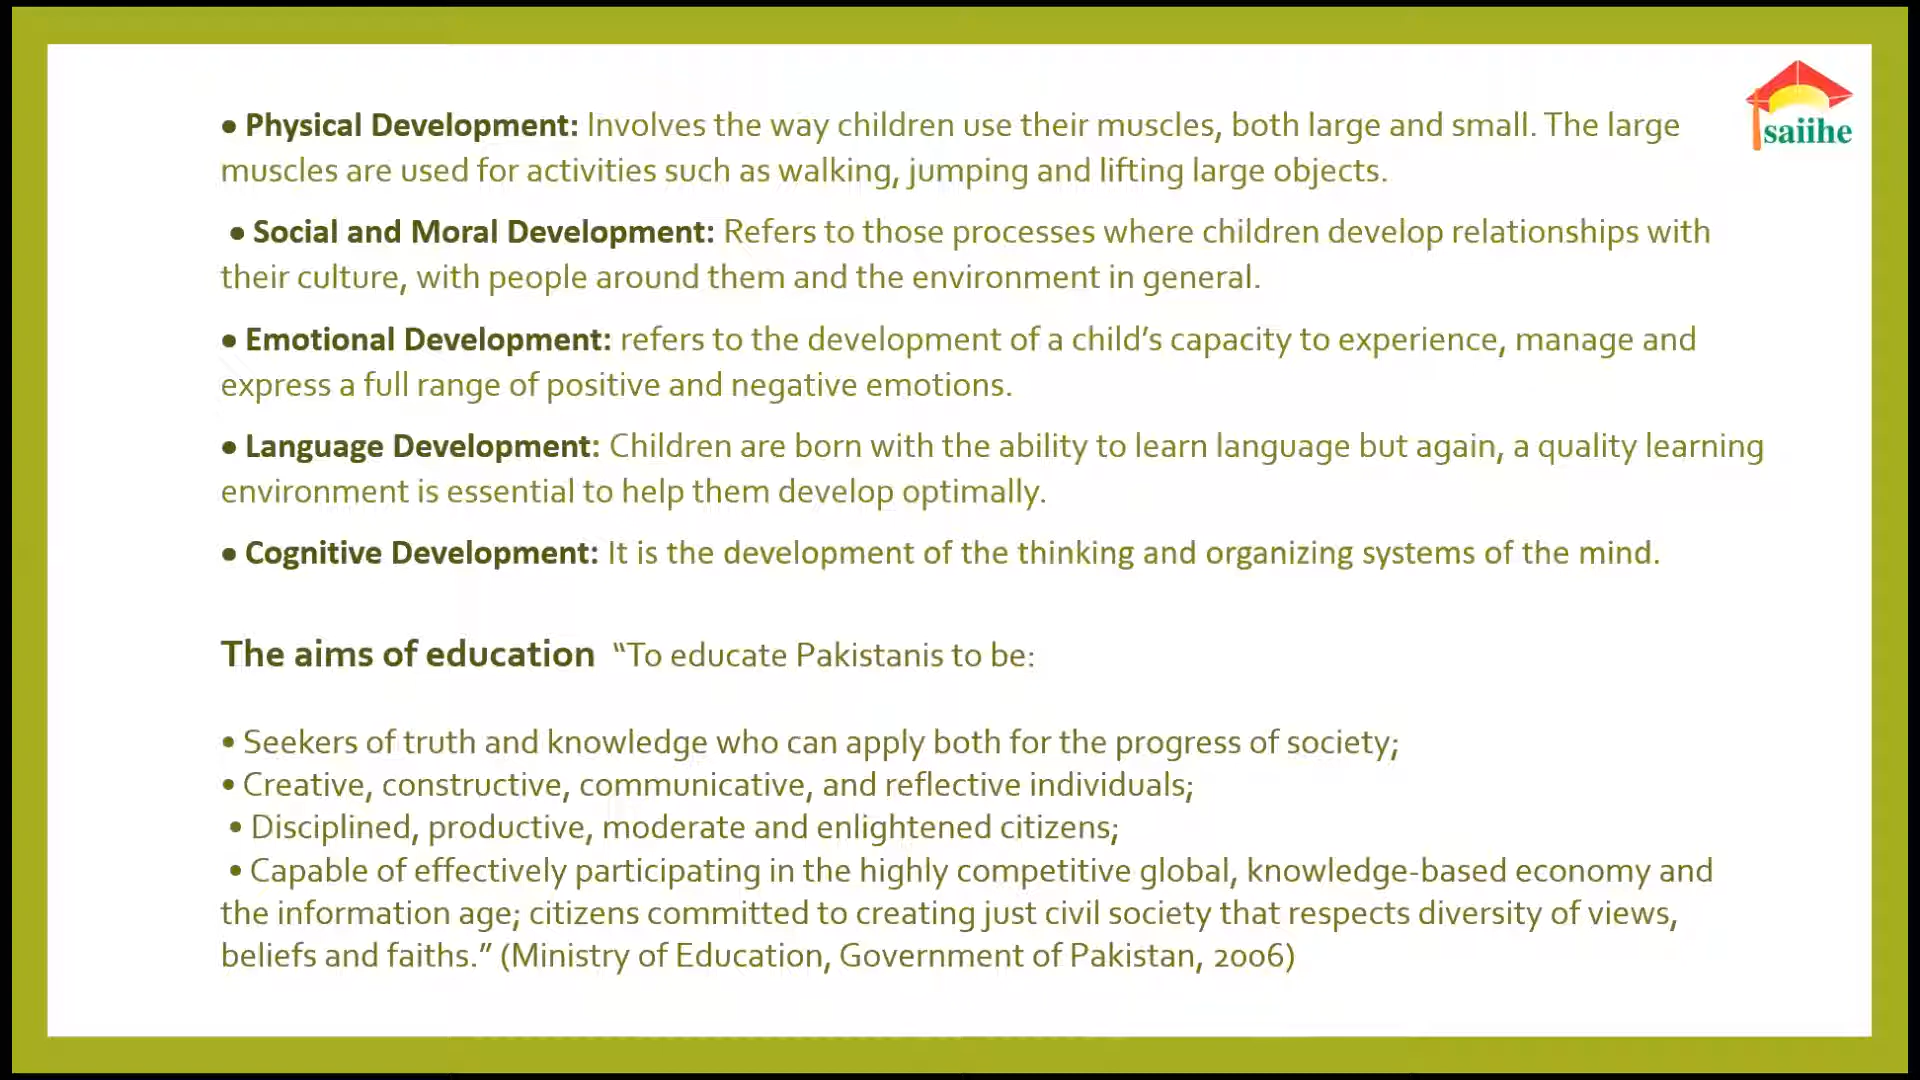 ● Physical Development: Involves the way children use their muscles, both large and small. The large
muscles are used for activities such as walking, jumping and lifting large objects.
● Social and Moral Development: Refers to those processes where children develop relationships with
their culture, with people around them and the environment in general.
● Emotional Development: refers to the development of a child’s capacity to experience, manage and
express a full range of positive and negative emotions.
● Language Development: Children are born with the ability to learn language but again, a quality learning
environment is essential to help them develop optimally.
● Cognitive Development: It is the development of the thinking and organizing systems of the mind.
The aims of education “To educate Pakistanis to be:
• Seekers of truth and knowledge who can apply both for the progress of society;
• Creative, constructive, communicative, and reflective individuals;
• Disciplined, productive, moderate and enlightened citizens;
• Capable of effectively participating in the highly competitive global, knowledge-based economy and
the information age; citizens committed to creating just civil society that respects diversity of views,
beliefs and faiths.” (Ministry of Education, Government of Pakistan, 2006)
saiihe